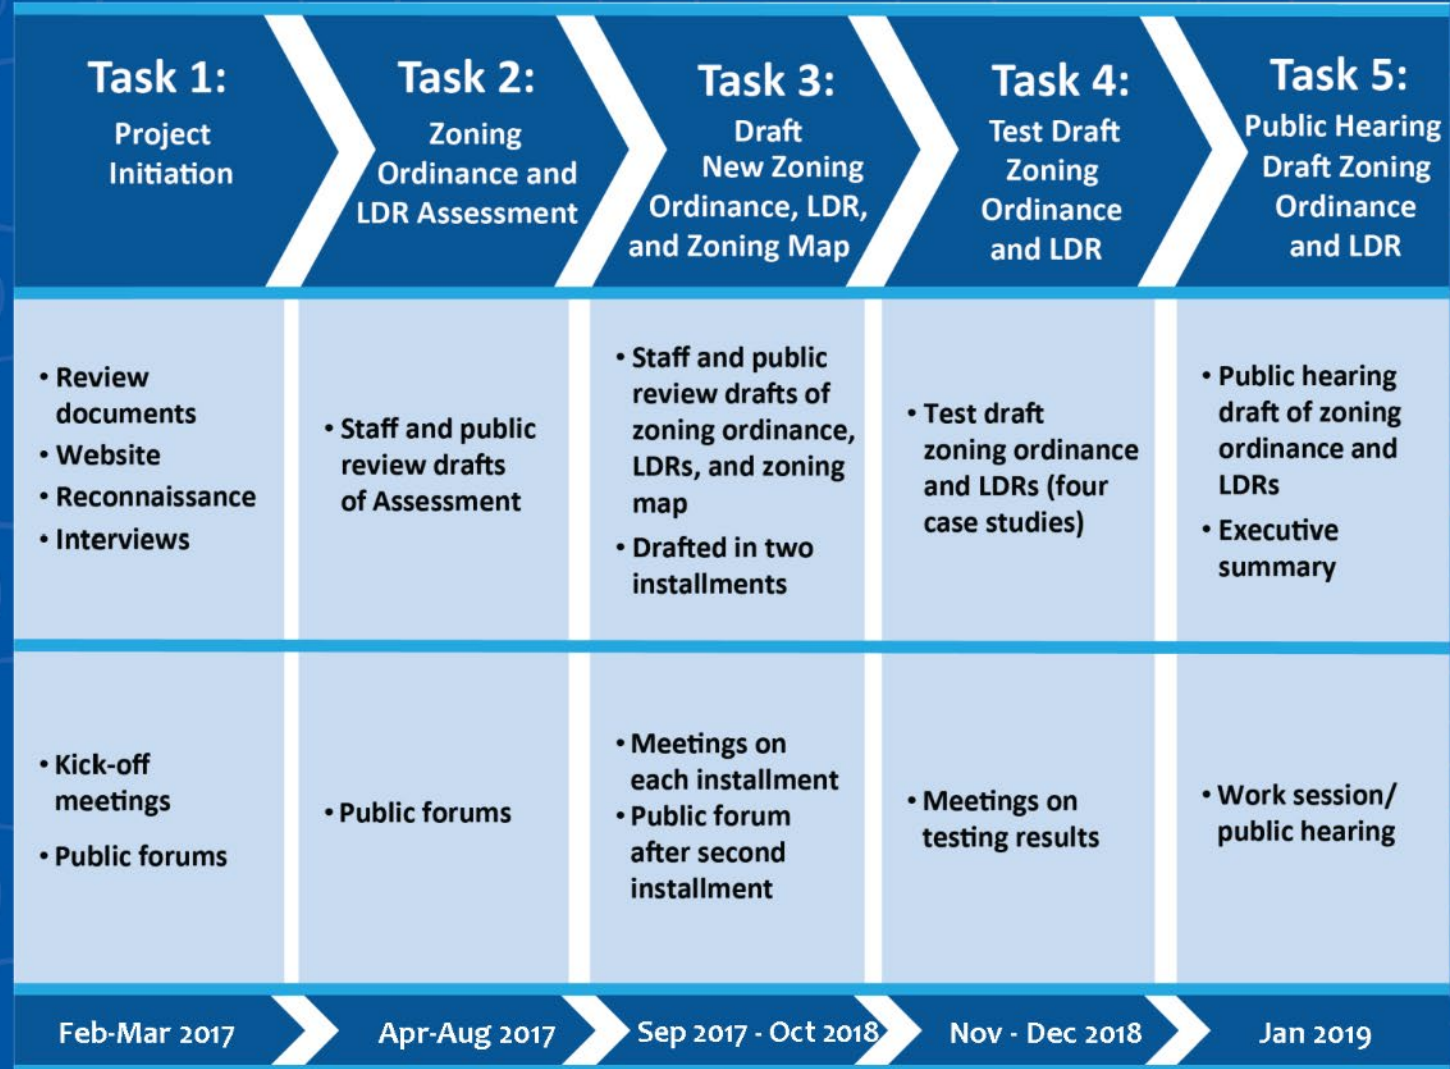 Task 1:
Project
Initiation
Task 2:
Zoning
Ordinance and
LDR Assessment
Task 3:
Draft
New Zoning
Ordinance, LDR,
and Zoning Map
Task 4:
Test Draft
Zoning
Ordinance
and LDR
Task 5:
Public Hearing
Draft Zoning
Ordinance
and LDR
• Review
documents
• Website
• Reconnaissance
• Interviews
• Staff and public
review drafts
of Assessment
• Staff and public
review drafts of
zoning ordinance,
LDRs, and zoning
map
• Drafted in two
installments
• Test draft
zoning ordinance
and LDRs (four
case studies)
• Public hearing
draft of zoning
ordinance and
LDRs
• Executive
summary
• Kick-off
meetings
• Public forums
• Public forums
• Meetings on
each installment
• Public forum
after second
installment
• Meetings on
testing results
• Work session/
public hearing
Feb-Mar 2017
Apr-Aug 2017
Sep 2017 - Oct 2018
Nov - Dec 2018
Jan 2019